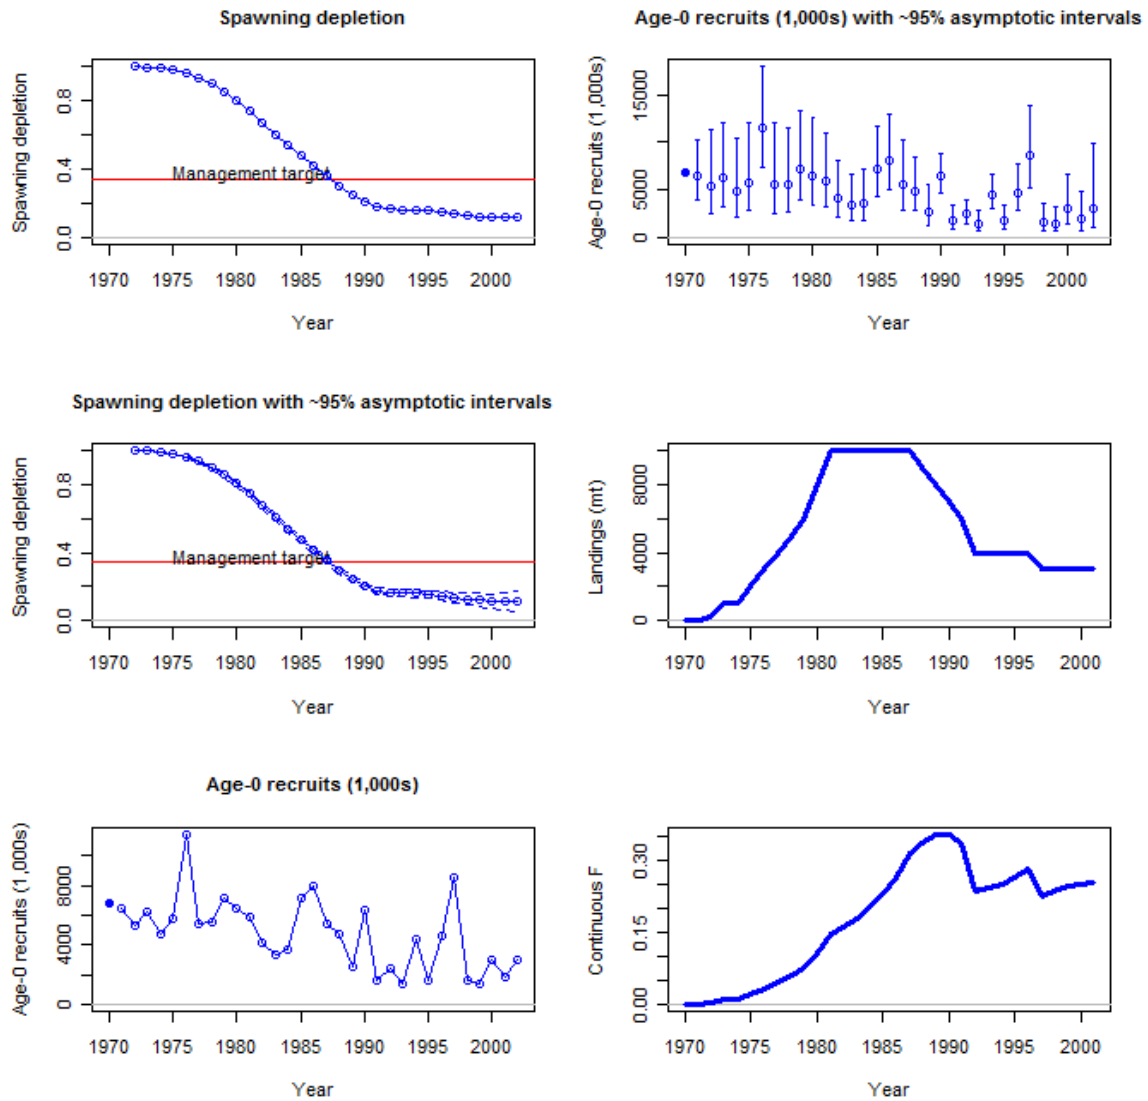 Spawning depletion
Spawning depletion
0.0
0.4
0.8
Management target
1970 1975 1980 1985 1990 1995 2000
Year
Age-0 recruits (1,000s) with ~95% asymptotic intervals
Age-0 recruits (1,000s)
0
5000
15000
1970 1975 1980 1985 1990 1995 2000
Year
Spawning depletion with ~95% asymptotic intervals
Spawning depletion
0.0
0.4
0.8
Management target
1970 1975 1980 1985 1990 1995 2000
Year
Landings (mt)
0
4000
8000
1970 1975 1980 1985 1990 1995 2000
Year
Age-0 recruits (1,000s)
Age-0 recruits (1,000s)
0
4000
8000
1970 1975 1980 1985 1990 1995 2000
Year
Continuous F
0.00
0.15
0.30
1970 1975 1980 1985 1990 1995 2000
Year